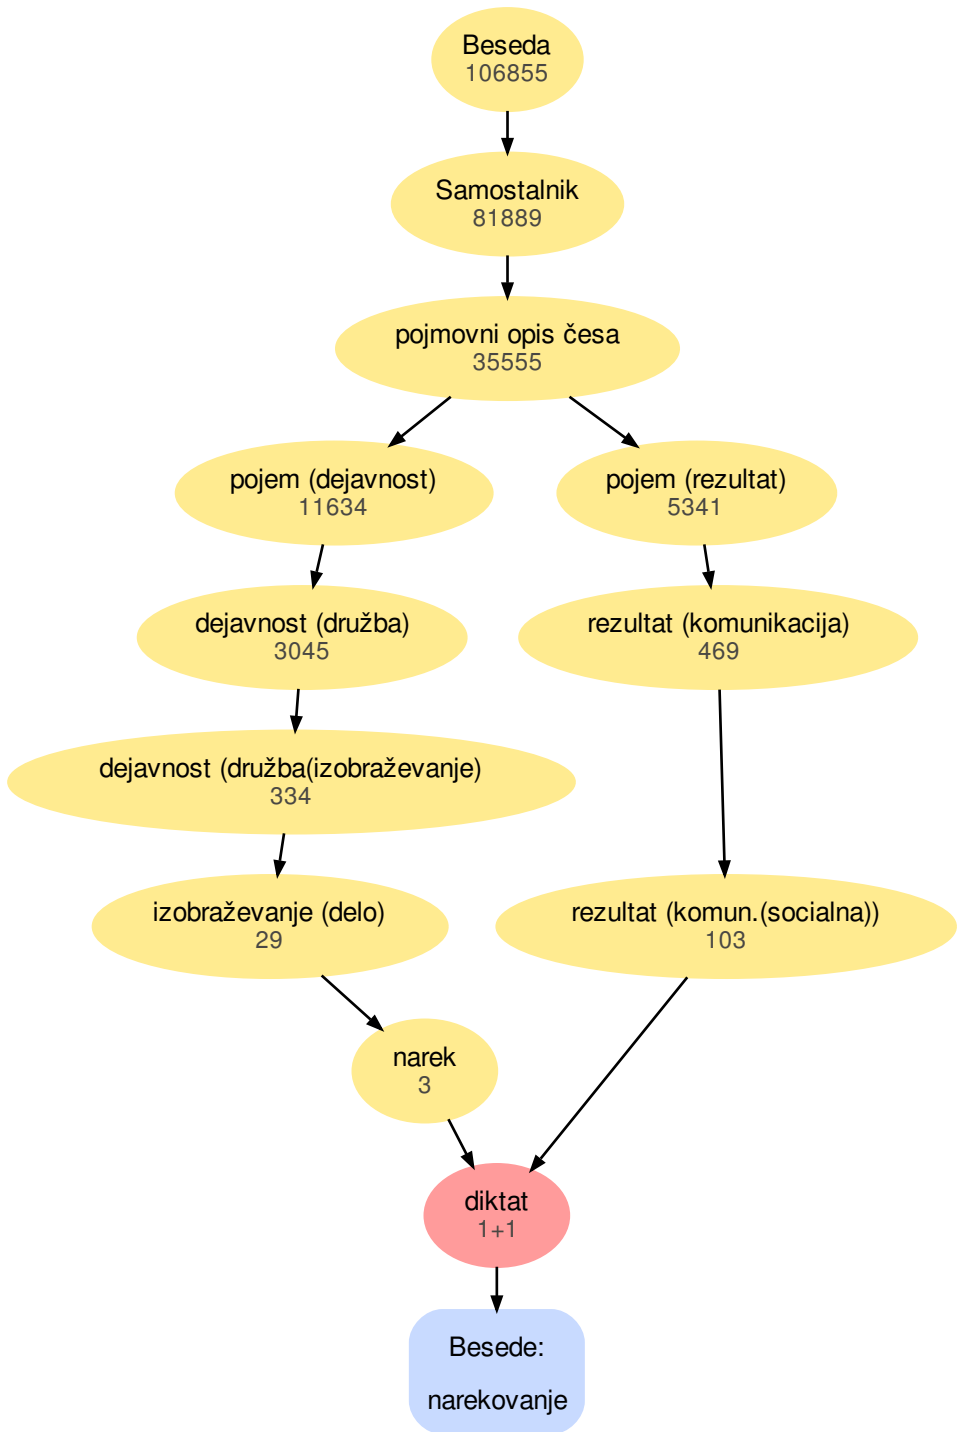 Beseda
106855
Samostalnik
81889
pojmovni opis česa
35555
pojem (dejavnost)
11634
pojem (rezultat)
5341
dejavnost (družba)
3045
rezultat (komunikacija)
469
dejavnost (družba(izobraževanje)
334
izobraževanje (delo)
29
rezultat (komun.(socialna))
103
narek
3
diktat
1+1
Besede:
narekovanje